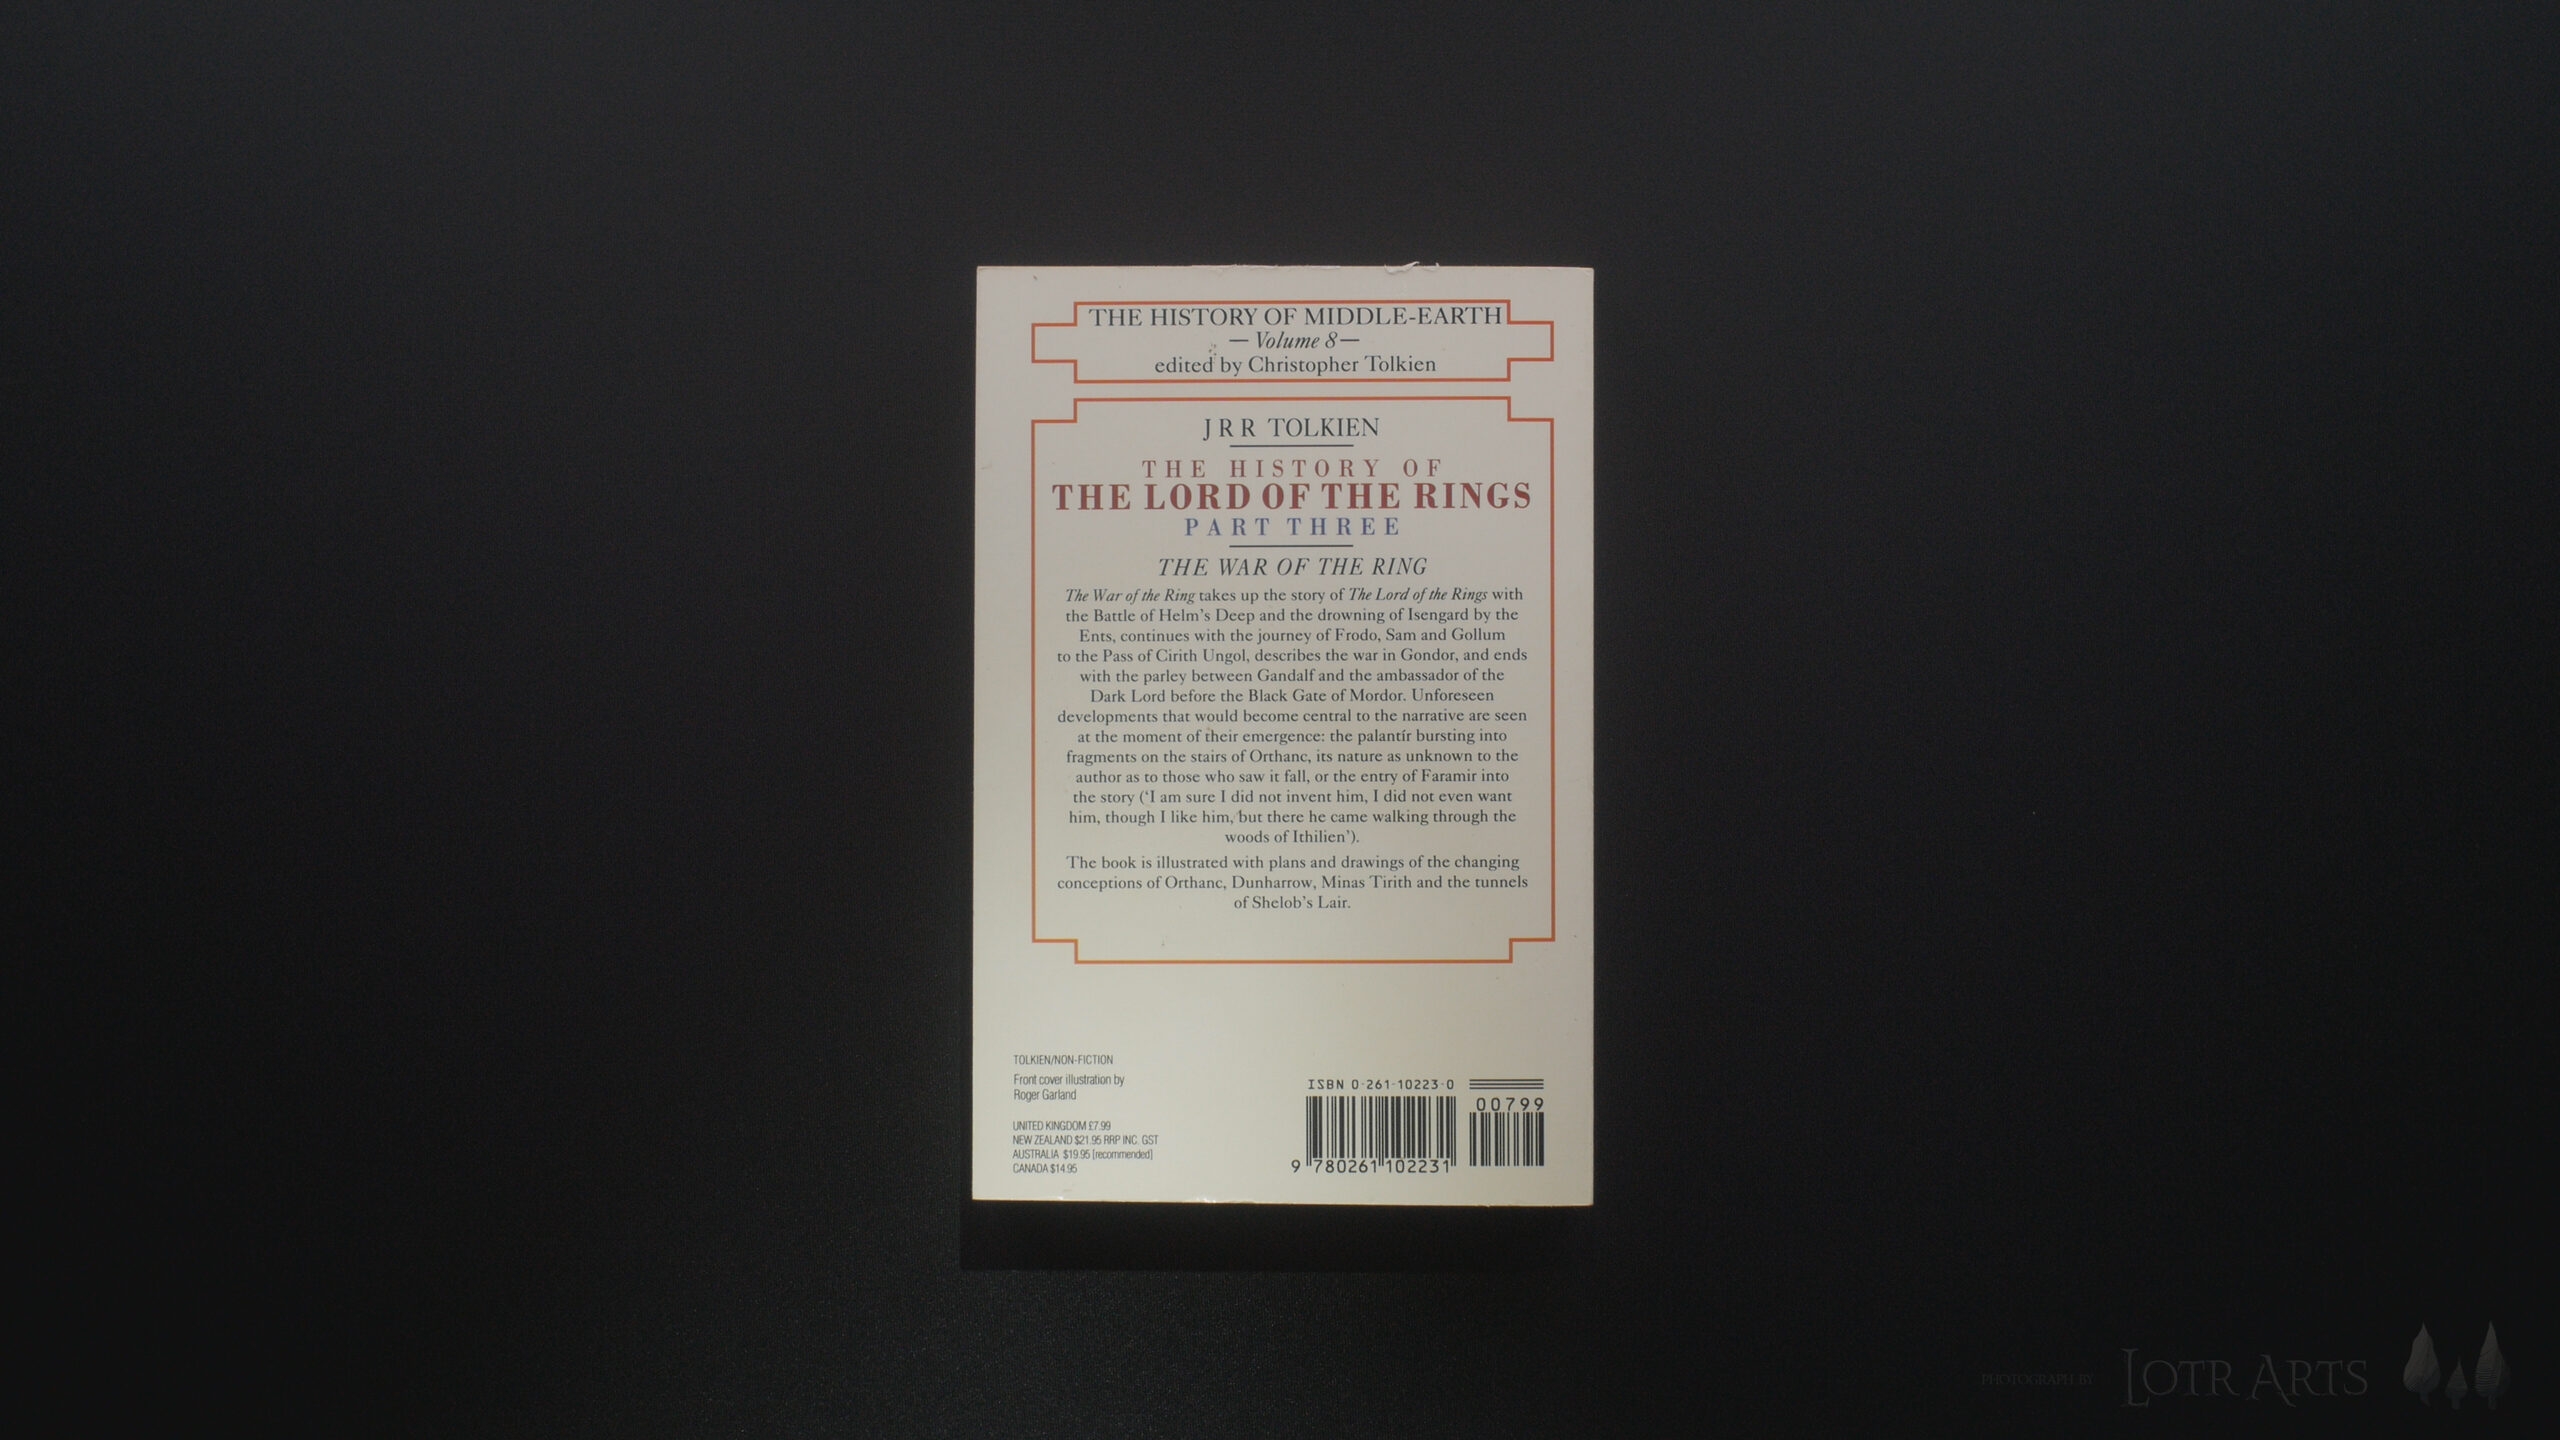 THE HISTORY OF MIDDLE-EARTH
— Volume 8—
edited by Christopher Tolkien
J R R TOLKIEN
THE HISTORY OF
THE LORD OF THE RINGS
PART THREE
THE WAR OF THE RING
The War of the Ring takes up the story of The Lord of the Rings with
the Battle of Helm's Deep and the drowning of Isengard by the
Ents, continues with the journey of Frodo, Sam and Gollum
to the Pass of Cirith Ungol, describes the war in Gondor, and ends
with the parley between Gandalf and the ambassador of the
Dark Lord before the Black Gate of Mordor. Unforeseen
developments that would become central to the narrative are seen
at the moment of their emergence: the palantír bursting into
fragments on the stairs of Orthanc, its nature as unknown to the
author as to those who saw it fall, or the entry of Faramir into
the story ('I am sure I did not invent him, I did not even want
him, though I like him, but there he came walking through the
woods of Ithilien').
The book is illustrated with plans and drawings of the changing
conceptions of Orthanc, Dunharrow, Minas Tirith and the tunnels
of Shelob's Lair.
TOLKIEN/NON-FICTION
Front cover illustration by
Roger Garland
UNITED KINGDOM £7.99
NEW ZEALAND $21.95 RRP INC. GST
AUSTRALIA $19.95 [recommended]
CANADA $14.95
ISBN 0-261-10223-0
00799
9 780261 102231
PHOTOGRAPH BY LOTR ARTS